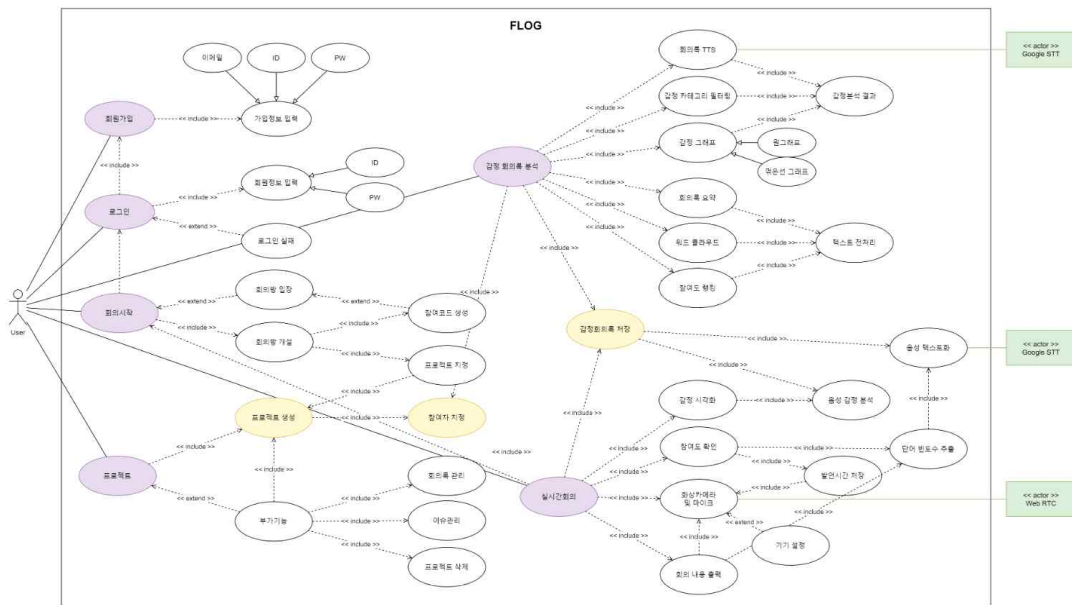 FLOG
이메일
ID
PW
회원가입
<< include >>
가입정보 입력
<< include >>
로그인
<< include >>
회원정보 입력
ID
PW
<< extend >>
로그인 실패
User
회의시작
<< extend >>
회의방 입장
<< extend >>
참여코드 생성
<< include >>
회의방 개설
<< include >>
<< include >>
프로젝트 지정
<< include >>
프로젝트 생성
<< include >>
참여자 지정
<< include >>
프로젝트
<< include >>
<< include >>
<< extend >>
부가기능
<< include >>
회의록 관리
<< include >>
이슈관리
<< include >>
프로젝트 삭제
감정 회의록 분석
<< include >>
회의록 TTS
<< include >>
<< include >>
감정 카테고리 필터링
<< include >>
감정분석 결과
<< include >>
감정 그래프
<< include >>
원그래프
꺾은선 그래프
<< include >>
회의록 요약
<< include >>
<< include >>
워드 클라우드
<< include >>
텍스트 전처리
<< include >>
참여도 랭킹
<< include >>
<< include >>
감정회의록 저장
<< include >>
음성 텍스트화
<< include >>
음성 감정 분석
<< include >>
<< include >>
실시간회의
<< include >>
감정 시각화
<< include >>
<< include >>
참여도 확인
<< include >>
단어 빈도수 추출
<< include >>
<< include >>
발언시간 저장
<< include >>
<< include >>
화상카메라
및 마이크
<< extend >>
기기 설정
<< include >>
회의 내용 출력
<< include >>
<< include >>
<< actor >>
Google STT
<< actor >>
Google STT
<< actor >>
Web RTC